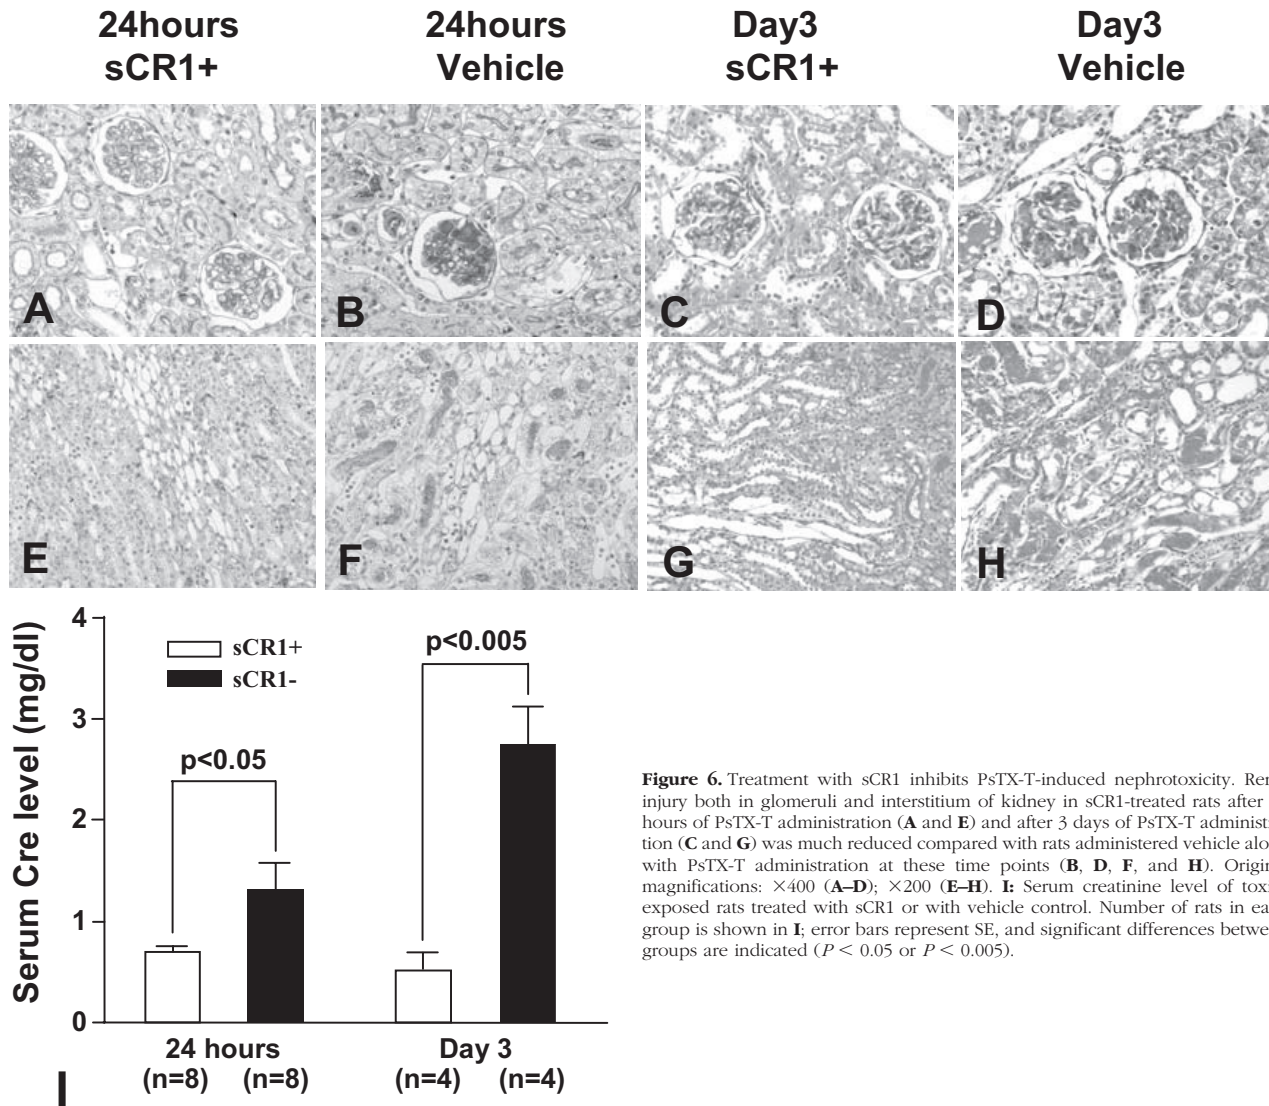 24hours 24hours Day3 Day3
sCR1+ Vehicle sCR1+ Vehicle
A B C D
E F G H
Serum Cre level (mg/dl)
4
3
2
1
0
sCR1+
sCR1-
p<0.05
p<0.005
24 hours Day 3
(n=8) (n=8) (n=4) (n=4)
I
Figure 6. Treatment with sCR1 inhibits PsTX-T-induced nephrotoxicity. Ren
injury both in glomeruli and interstitium of kidney in sCR1-treated rats after
hours of PsTX-T administration (A and E) and after 3 days of PsTX-T administ
tion (C and G) was much reduced compared with rats administered vehicle alo
with PsTX-T administration at these time points (B, D, F, and H). Origin
magnifications: ×400 (A–D); ×200 (E–H). I: Serum creatinine level of tox
exposed rats treated with sCR1 or with vehicle control. Number of rats in ea
group is shown in I; error bars represent SE, and significant differences betwe
groups are indicated (P < 0.05 or P < 0.005).